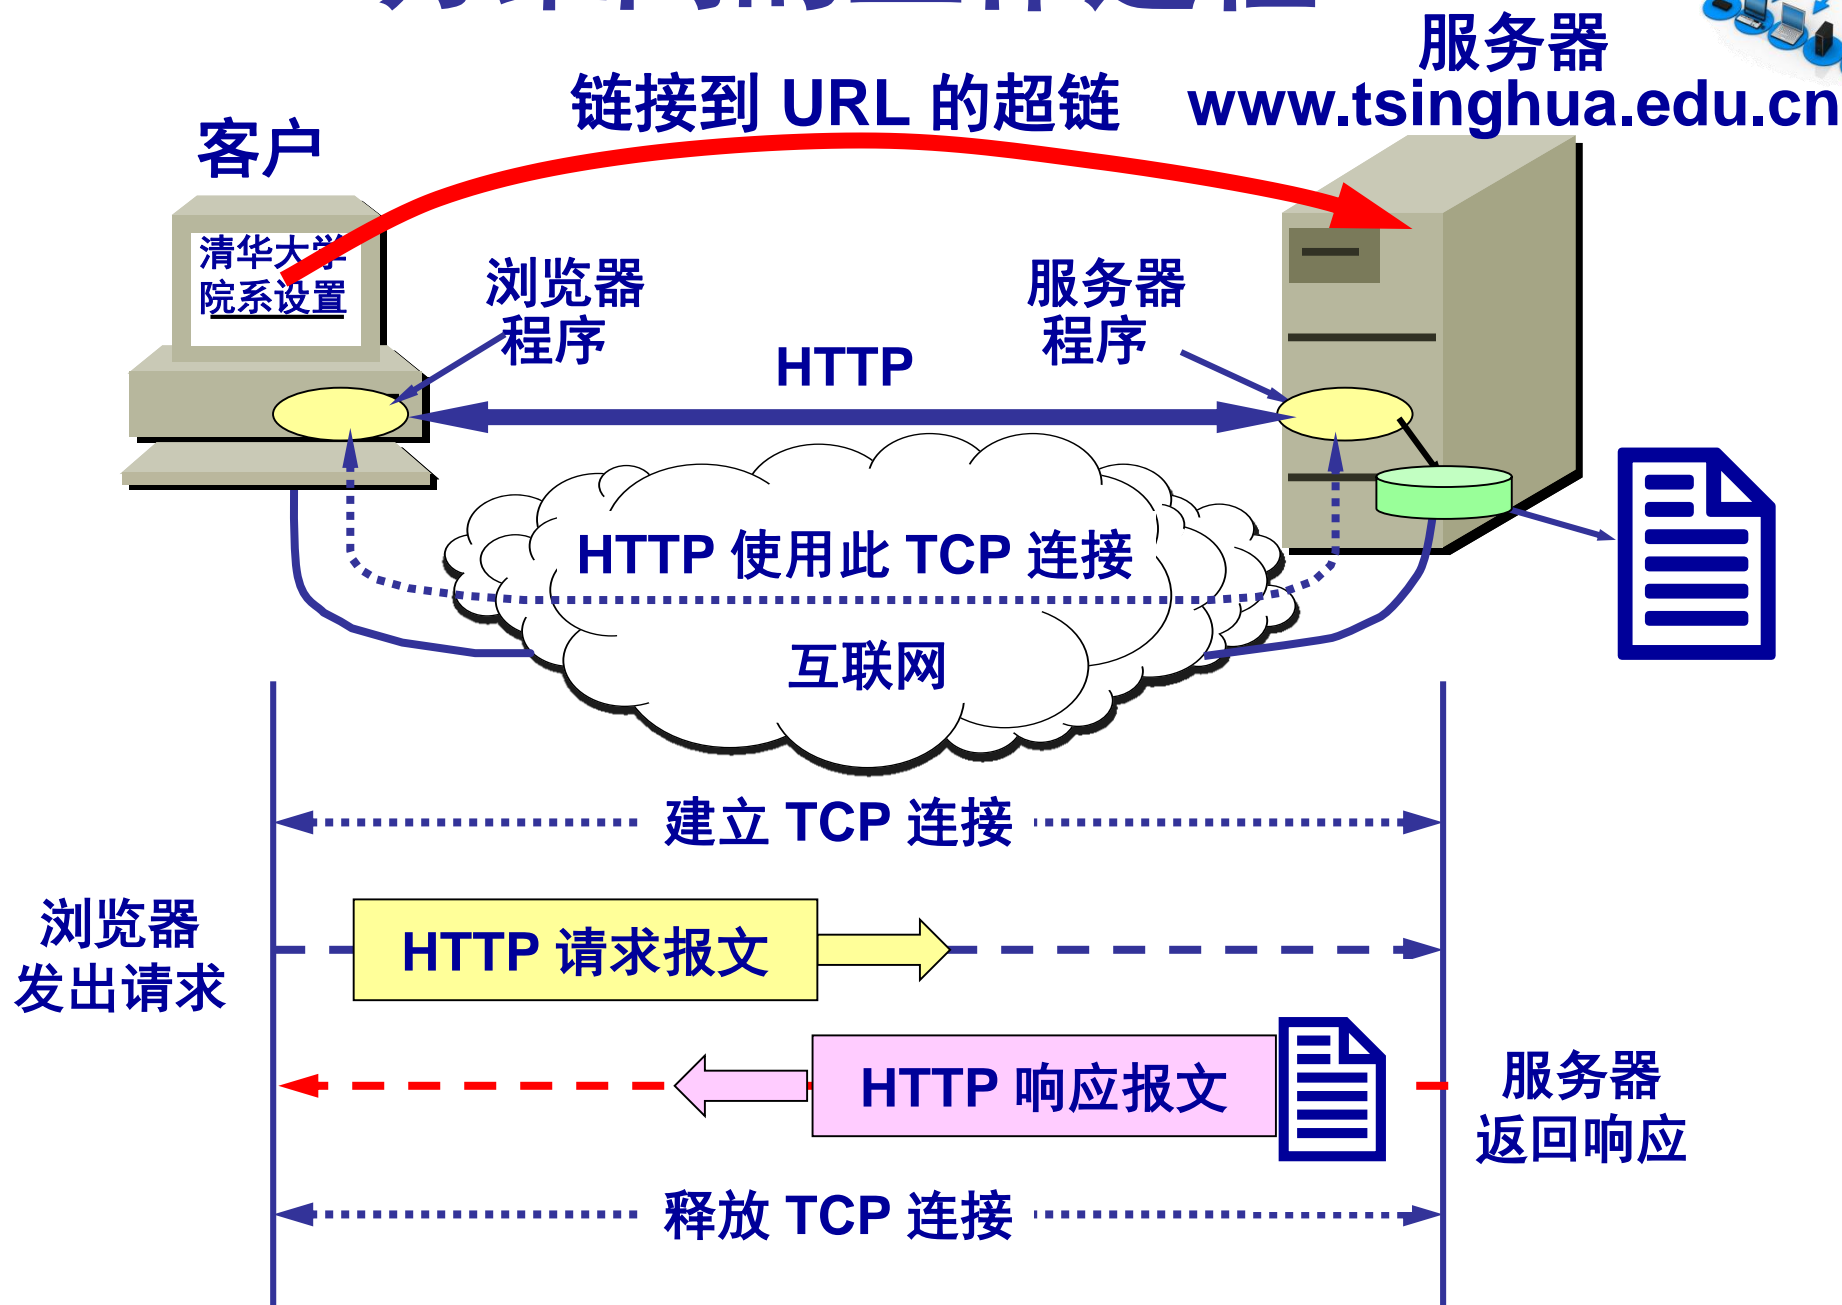 服务器
www.tsinghua.edu.cn
链接到 URL 的超链
客户
清华大学
院系设置
浏览器
程序
服务器
程序
HTTP
HTTP 使用此 TCP 连接
互联网
建立 TCP 连接
浏览器
发出请求
HTTP 请求报文
HTTP 响应报文
服务器
返回响应
释放 TCP 连接